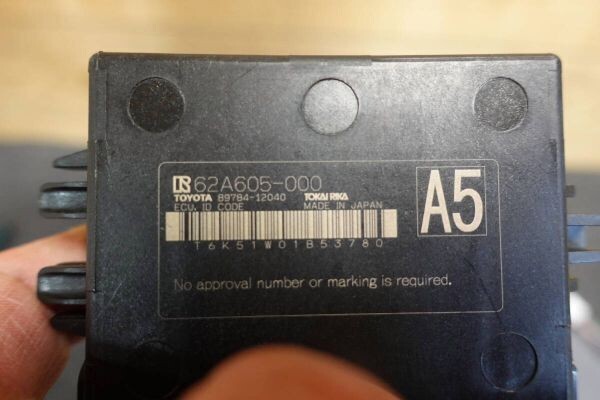 62A605-000
TOYOTA 89784-12040 TOKAI RIKA
ECU, ID CODE MADE IN JAPAN
A5
T6K51W01B53780
No approval number or marking is required.